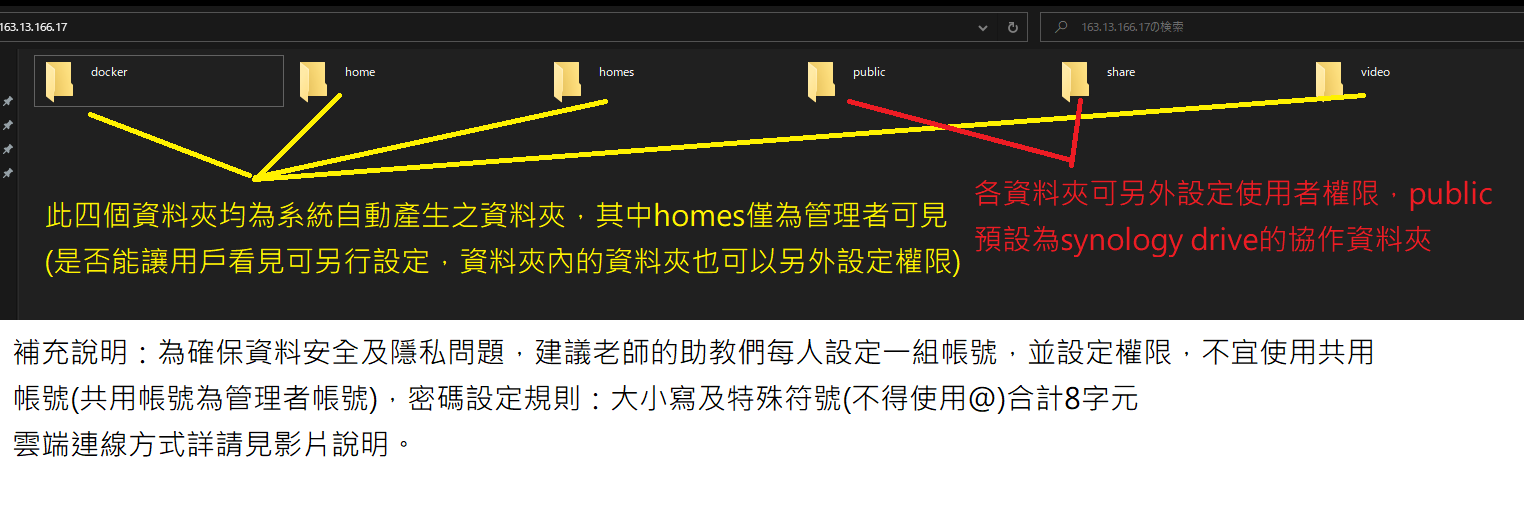 163.13.166.17
163.13.166.17の検索
docker
home
homes
public
share
video
此四個資料夾均為系統自動產生之資料夾，其中homes僅為管理者可見
(是否能讓用戶看見可另行設定，資料夾內的資料夾也可以另外設定權限)
各資料夾可另外設定使用者權限，public
預設為synology drive的協作資料夾
補充說明：為確保資料安全及隱私問題，建議老師的助教們每人設定一組帳號，並設定權限，不宜使用共用
帳號(共用帳號為管理者帳號)，密碼設定規則：大小寫及特殊符號(不得使用@)合計8字元
雲端連線方式詳請見影片說明。